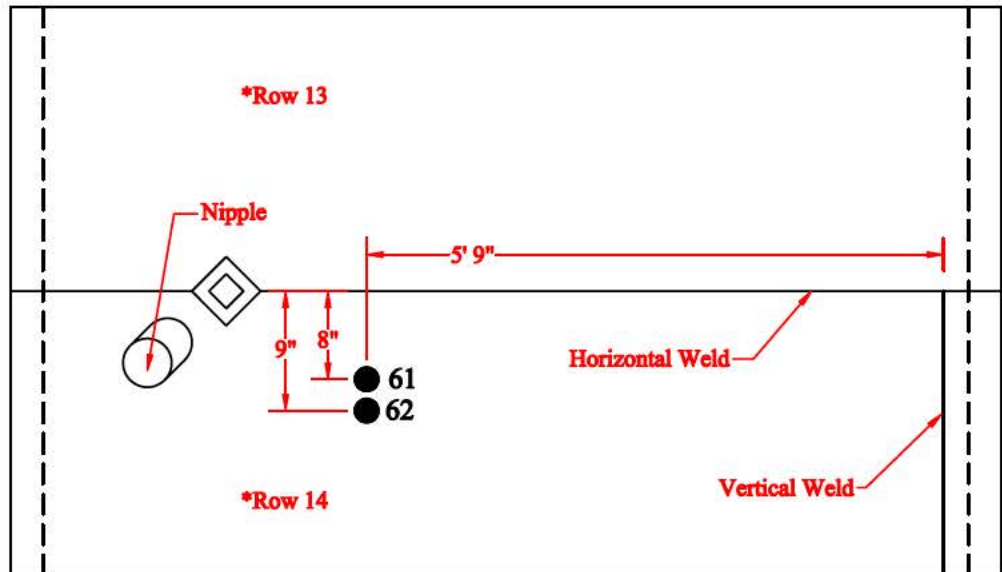 *Row 13
Nipple
5' 9"
9"
8"
Horizontal Weld
61
62
*Row 14
Vertical Weld